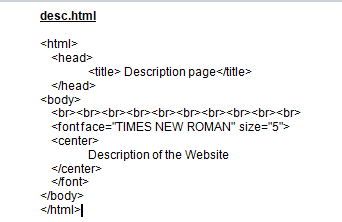 desc.html
<html>
<head>
<title> Description page</title>
</head>
<body>
<br><br><br><br><br><br><br><br><br><br>
<font face="TIMES NEW ROMAN" size="5">
<center>
Description of the Website
</center>
</font>
</body>
</html>